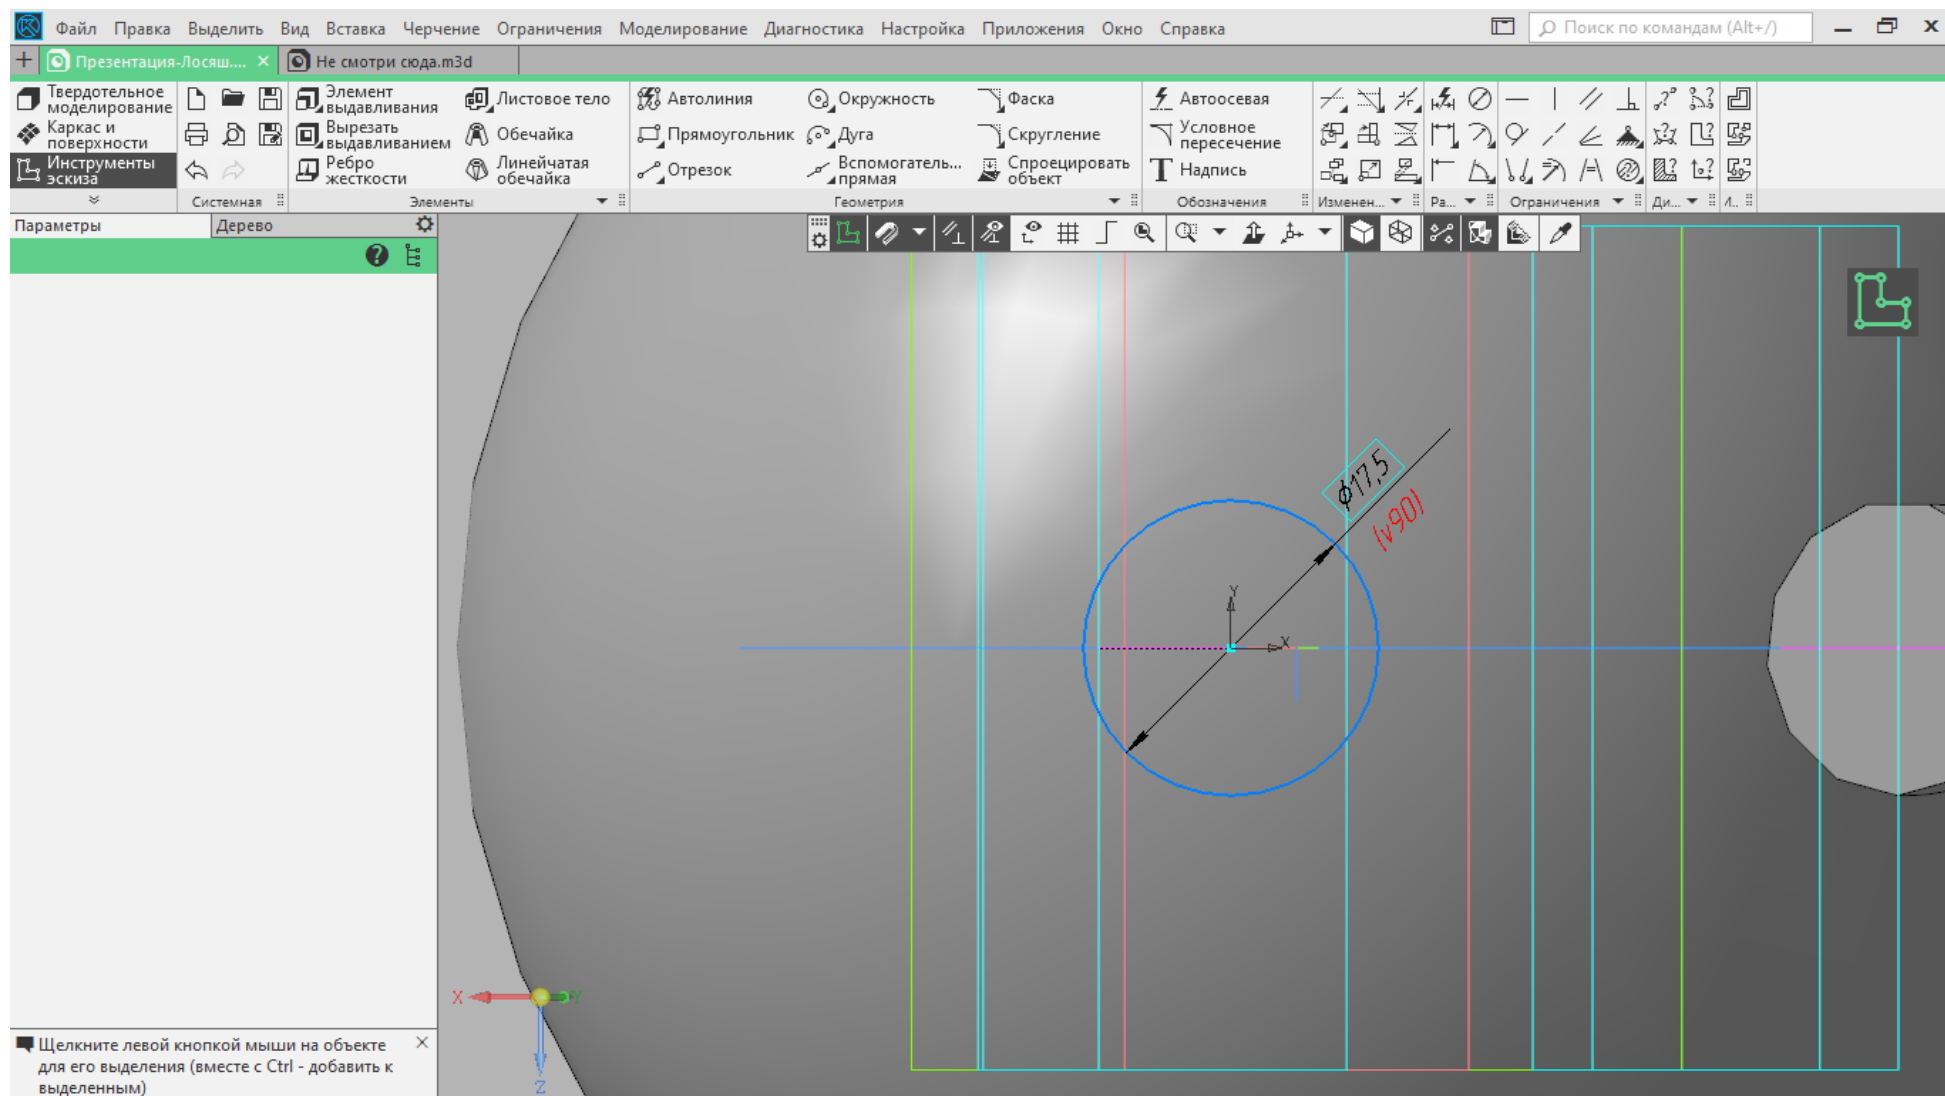 Файл Правка Выделить Вид Вставка Черчение Ограничения Моделирование Диагностика Настройка Приложения Окно Справка Поиск по командам (Alt+/)
Презентация-Лосяш.... Не смотри сюда.m3d
Твердотельное
моделирование
Каркас и
поверхности
Инструменты
эскиза
Системная
Элемент
выдавливания
Вырезать
выдавливанием
Ребро
жесткости
Листовое тело
Обечайка
Линейчатая
обечайка
Элементы
Автолиния
Прямоугольник
Отрезок
Окружность
Дуга
Вспомогатель...
прямая
Фаска
Скругление
Спроецировать
объект
Геометрия
Автоосевая
Условное
пересечение
Надпись
Обозначения
Изменен...
Ра...
Ограничения
Ди...
Параметры Дерево
ϕ17,5
(v90)
Y
X
X Y
Z
Щелкните левой кнопкой мыши на объекте
для его выделения (вместе с Ctrl - добавить к
выделенным)